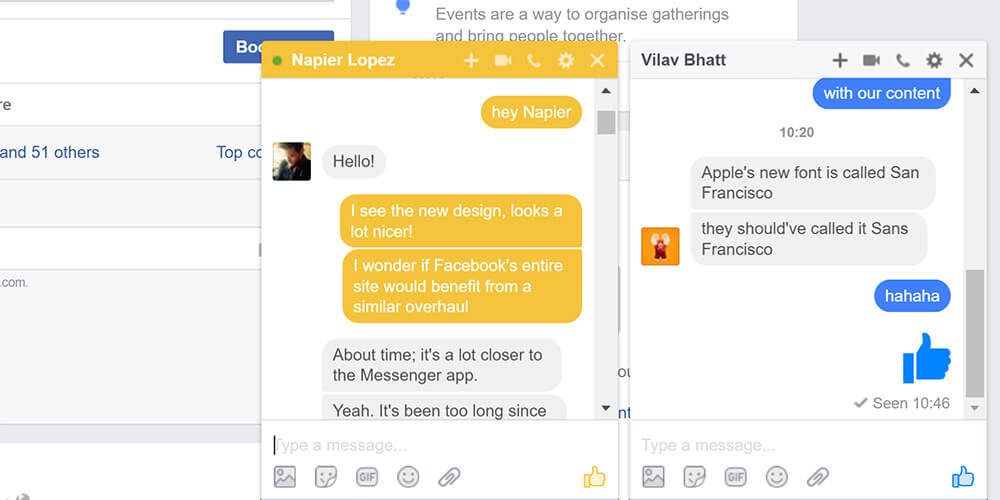 Events are a way to organise gatherings
and bring people together.
re
and 51 others
Top co
.com.
Napier Lopez
hey Napier
Hello!
I see the new design, looks a
lot nicer!
I wonder if Facebook's entire
site would benefit from a
similar overhaul
About time; it's a lot closer to
the Messenger app.
Yeah. It's been too long since
Type a message...
GIF
Vilav Bhatt
with our content
10:20
Apple's new font is called San
Francisco
they should've called it Sans
Francisco
hahaha
Seen 10:46
Type a message...
GIF